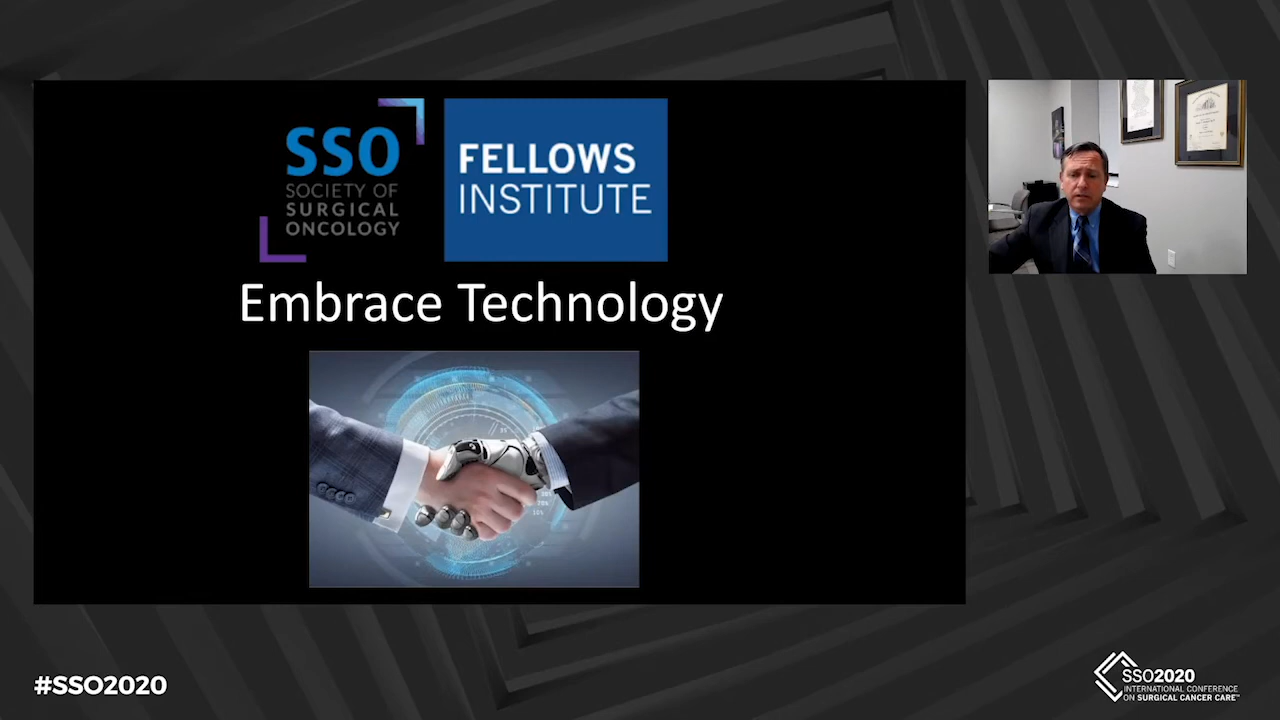 SSO
SOCIETY OF
SURGICAL
ONCOLOGY
FELLOWS
INSTITUTE
Embrace Technology
#SSO2020
SSO2020
INTERNATIONAL CONFERENCE
ON SURGICAL CANCER CARE™